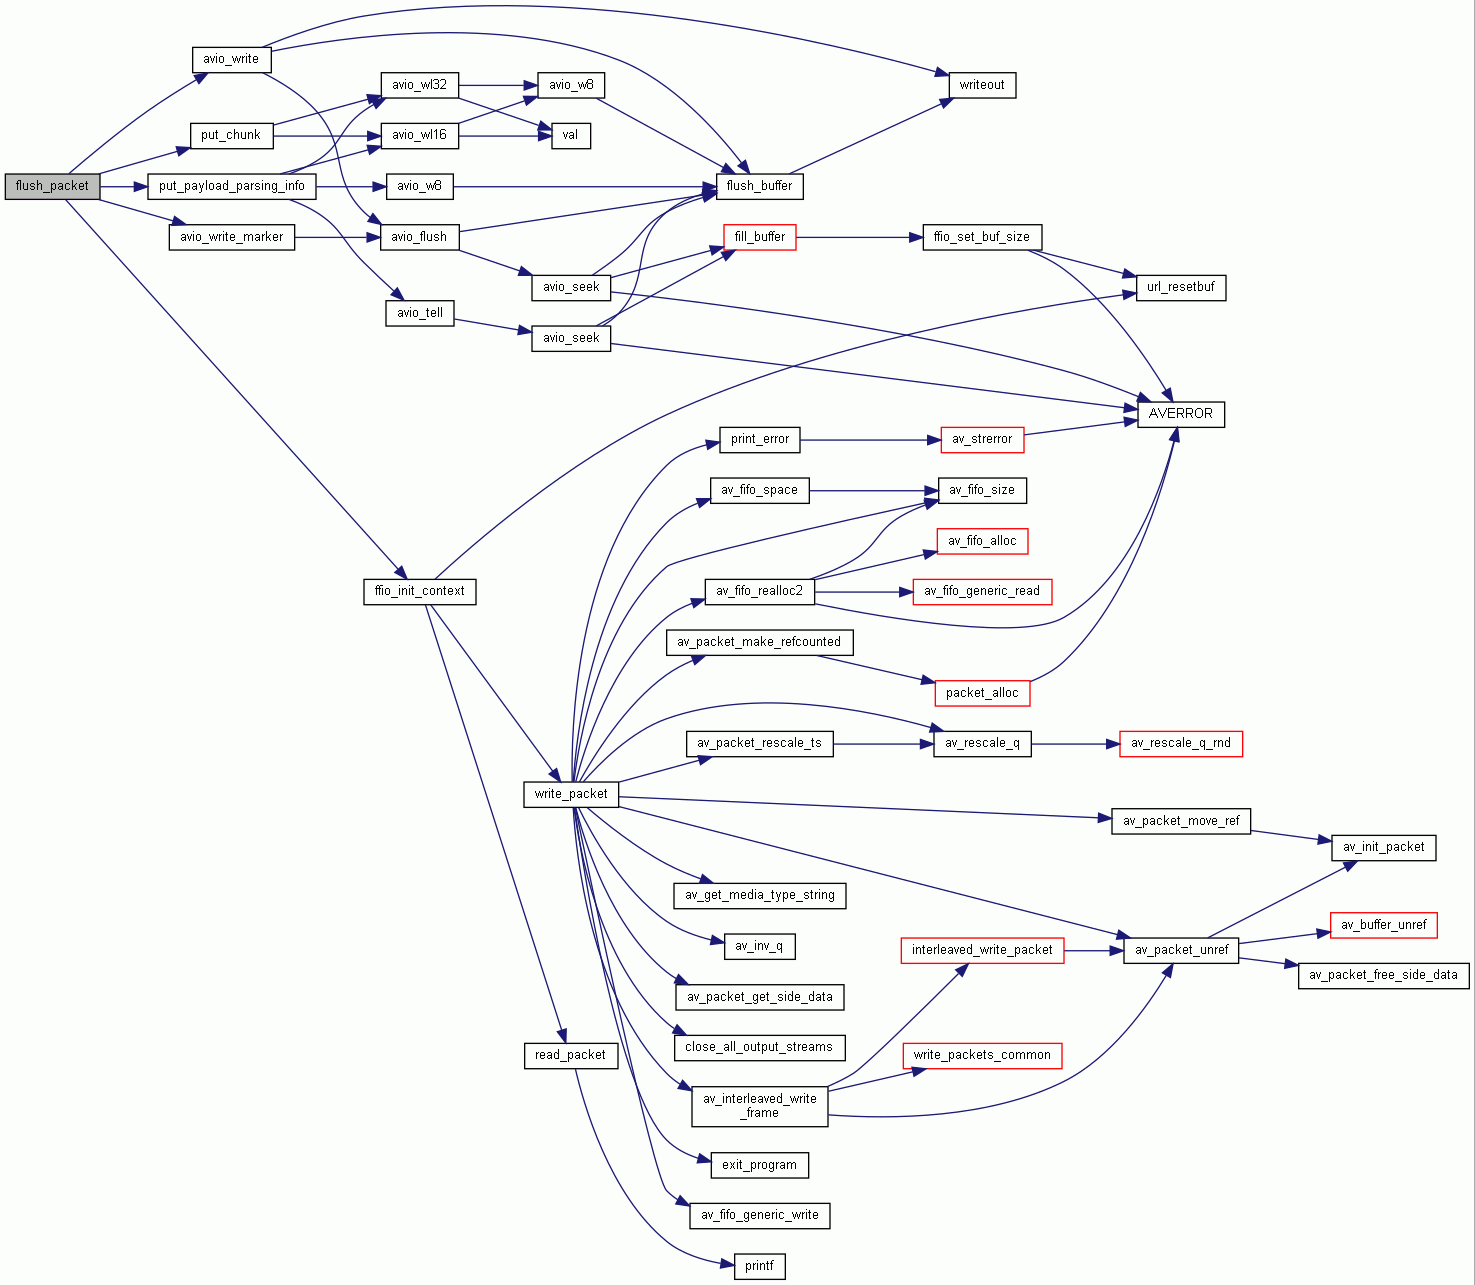 avio_write
avio_wl32
avio_w8
writeout
put_chunk
avio_wl16
val
flush_packet
put_payload_parsing_info
avio_w8
flush_buffer
avio_write_marker
avio_flush
fill_buffer
ffio_set_buf_size
avio_seek
url_resetbuf
avio_tell
avio_seek
AVERROR
print_error
av_strerror
av_fifo_space
av_fifo_size
av_fifo_alloc
ffio_init_context
av_fifo_realloc2
av_fifo_generic_read
av_packet_make_refcounted
packet_alloc
av_packet_rescale_ts
av_rescale_q
av_rescale_q_rnd
write_packet
av_packet_move_ref
av_init_packet
av_get_media_type_string
av_buffer_unref
av_inv_q
interleaved_write_packet
av_packet_unref
av_packet_free_side_data
av_packet_get_side_data
close_all_output_streams
read_packet
write_packets_common
av_interleaved_write
_frame
exit_program
av_fifo_generic_write
printf